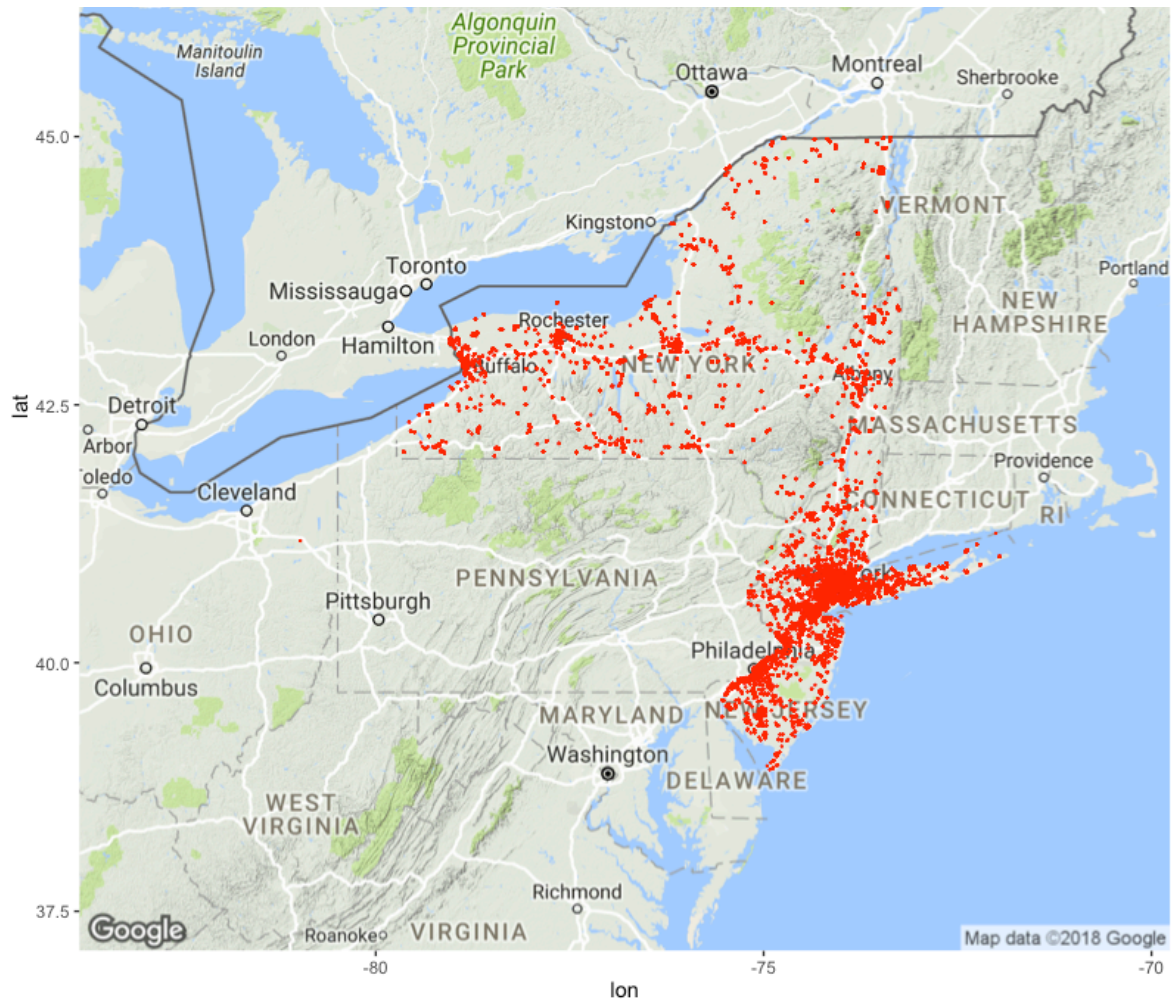 Algonquin
Provincial
Park
Manitoulin
Island
Ottawa
Montreal
Sherbrooke
45.0
VERMONT
Kingston
Toronto
Portland
Mississauga
NEW
HAMPSHIRE
Rochester
London
Hamilton
Buffalo
NEW YORK
Albany
lat
42.5
Detroit
MASSACHUSETTS
Arbor
Providence
oledo
Cleveland
CONNECTICUT
RI
ork
PENNSYLVANIA
Pittsburgh
OHIO
Philadelphia
40.0
Columbus
MARYLAND
NEW JERSEY
Washington
DELAWARE
WEST
VIRGINIA
Richmond
37.5
Google
Roanoke
VIRGINIA
Map data ©2018 Google
-80
-75
-70
lon